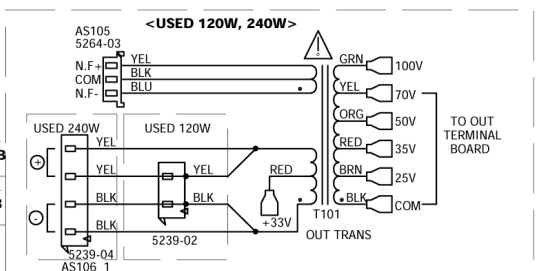 <USED 120W, 240W>
AS105
5264-03
N.F+
COM
N.F-
YEL
BLK
BLU
GRN
YEL
ORG
RED
BRN
BLK
100V
70V
50V
35V
25V
COM
TO OUT
TERMINAL
BOARD
USED 240W
USED 120W
YEL
YEL
BLK
BLK
YEL
BLK
RED
+33V
T101
OUT TRANS
+
-
5239-02
5239-04
AS106 1
B